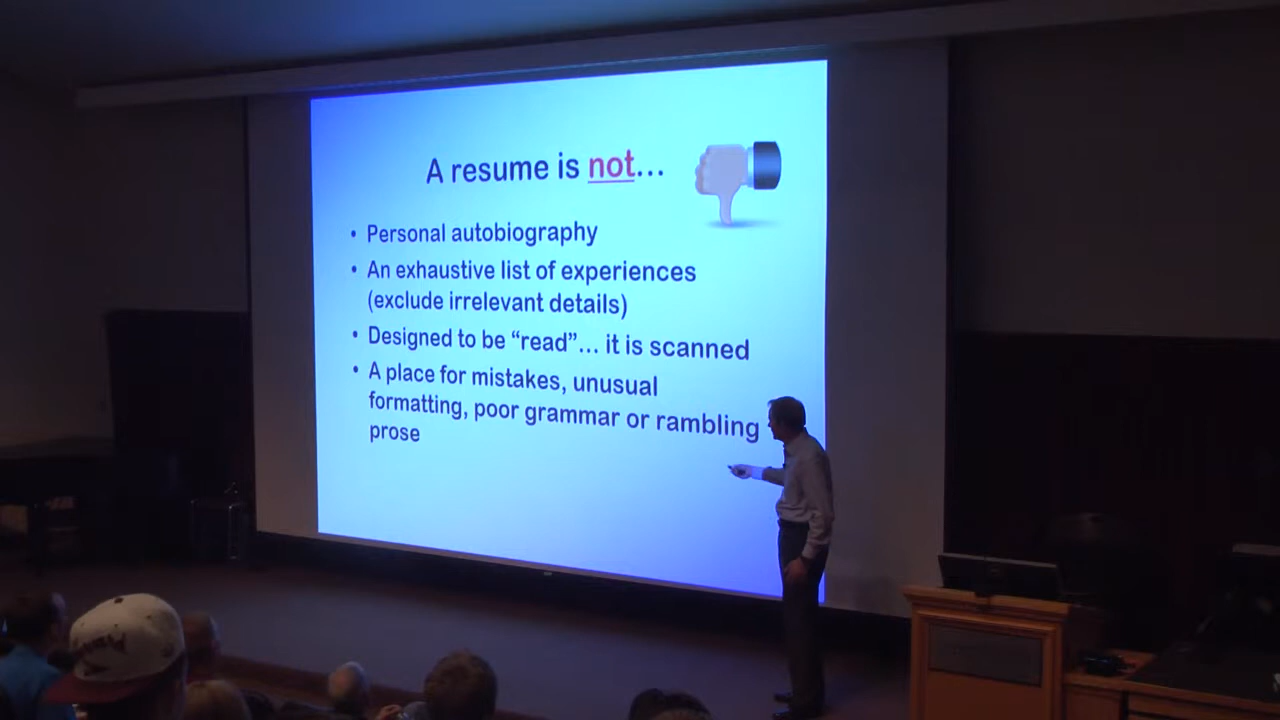 A resume is not...
• Personal autobiography
• An exhaustive list of experiences
(exclude irrelevant details)
• Designed to be “read”... it is scanned
• A place for mistakes, unusual
formatting, poor grammar or rambling
prose